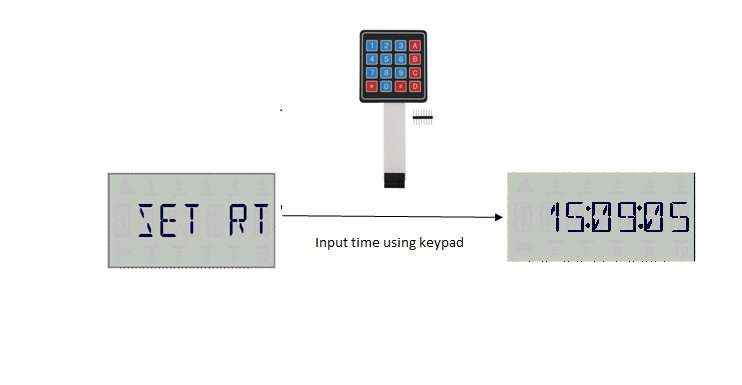 1 2 3 A
4 5 6 B
7 8 9 C
* 0 * D
SET RT
Input time using keypad
15:09:05